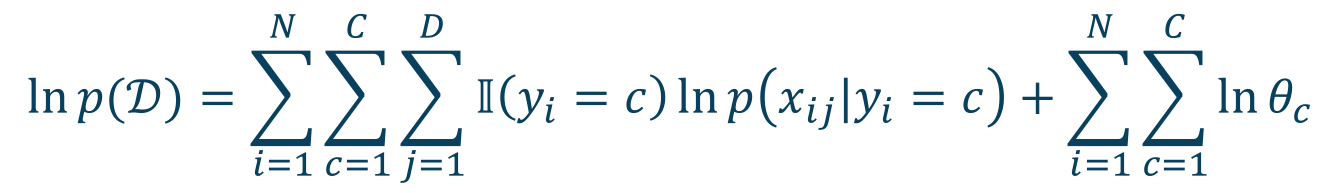 ln p(𝒟) = ∑_{i=1}^{N} ∑_{c=1}^{C} ∑_{j=1}^{D} 𝕀(y_i = c) ln p(x_{ij}|y_i = c) + ∑_{i=1}^{N} ∑_{c=1}^{C} ln θ_c